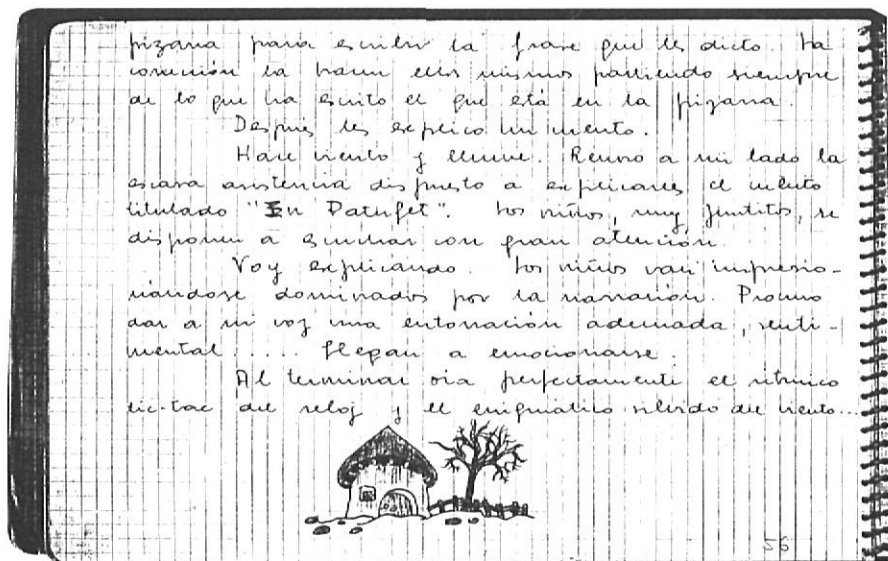 pizarra para escribir la frase que les dicto. La
corrección la hacen ellos mismos partiendo siempre
de lo que ha escrito el que está en la pizarra.
Después les explico un cuento.
Hace viento y llueve. Reuno a mi lado la
escasa asistencia dispuesto a explicarles el cuento
titulado "En Patufet". Los niños, muy juntitos, se
disponen a escuchar con gran atención.
Voy explicando. Los niños van impresio-
nándose dominados por la narración. Procuro
dar a mi voz una entonación adecuada, senti-
mental.... Llegan a emocionarse.
Al terminar oía perfectamente el rítmico
tic-tac del reloj y el enigmático silbido del viento...
56